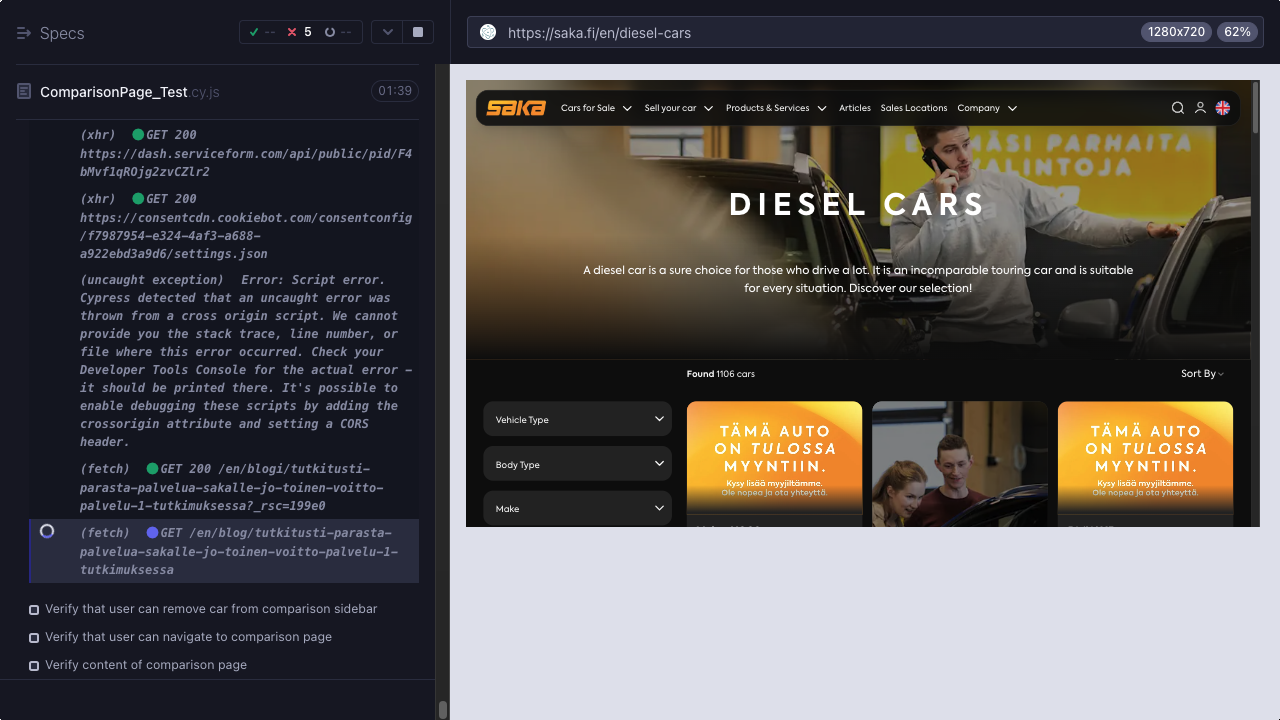 Specs
-- 5 --
https://saka.fi/en/diesel-cars
1280x720
62%
ComparisonPage_Test.cy.js
01:39
(xhr) GET 200
https://dash.serviceform.com/api/public/pid/F4
bMvf1qROjg2zvCZlr2
(xhr) GET 200
https://consentcdn.cookiebot.com/consentconfig
/f7987954-e324-4af3-a688-
a922ebd3a9d6/settings.json
(uncaught exception) Error: Script error.
Cypress detected that an uncaught error was
thrown from a cross origin script. We cannot
provide you the stack trace, line number, or
file where this error occurred. Check your
Developer Tools Console for the actual error -
it should be printed there. It's possible to
enable debugging these scripts by adding the
crossorigin attribute and setting a CORS
header.
(fetch) GET 200 /en/blogi/tutkitusti-
parasta-palvelua-sakalle-jo-toinen-voitto-
palvelu-1-tutkimuksessa?_rsc=199e0
(fetch) GET /en/blog/tutkitusti-parasta-
palvelua-sakalle-jo-toinen-voitto-palvelu-1-
tutkimuksessa
Verify that user can remove car from comparison sidebar
Verify that user can navigate to comparison page
Verify content of comparison page
saka
Cars for Sale
Sell your car
Products & Services
Articles
Sales Locations
Company
PARHAITA
ALINTOJA
DIESEL CARS
A diesel car is a sure choice for those who drive a lot. It is an incomparable touring car and is suitable
for every situation. Discover our selection!
Found 1106 cars
Sort By
Vehicle Type
Body Type
Make
TÄMÄ AUTO
ON TULOSSA
MYYNTIIN.
Kysy lisää myyjiltämme.
Ole nopea ja ota yhteyttä.
TÄMÄ AUTO
ON TULOSSA
MYYNTIIN.
Kysy lisää myyjiltämme.
Ole nopea ja ota yhteyttä.